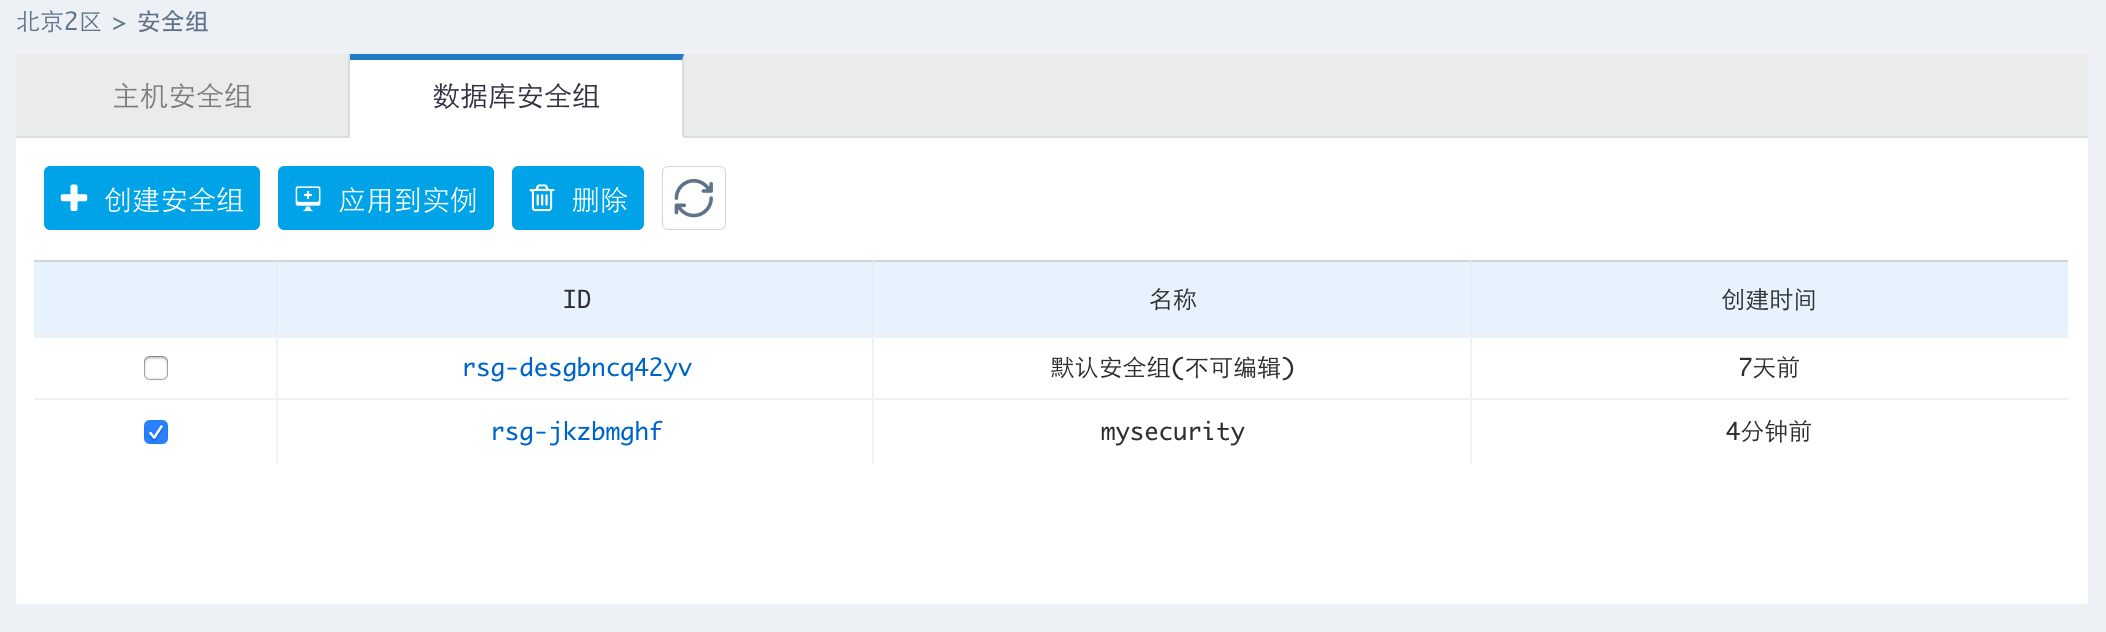 北京2区 > 安全组
主机安全组 数据库安全组
创建安全组 应用到实例 删除
ID 名称 创建时间
rsg-desgbncq42yv 默认安全组(不可编辑) 7天前
rsg-jkzbmghf mysecurity 4分钟前